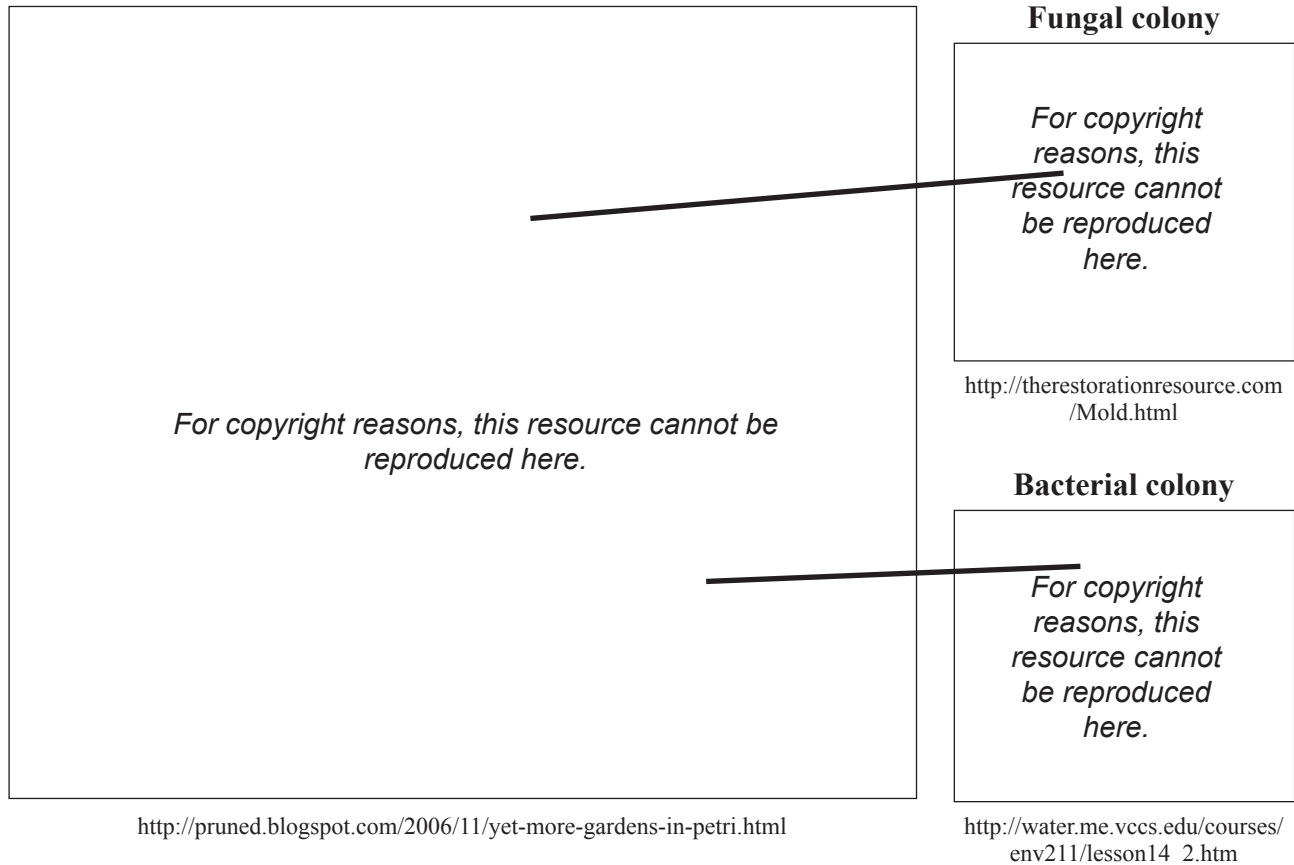 Fungal colony
For copyright
reasons, this
resource cannot
be reproduced
here.
http://therestorationresource.com
/Mold.html
For copyright reasons, this resource cannot be
reproduced here.
Bacterial colony
For copyright
reasons, this
resource cannot
be reproduced
here.
http://pruned.blogspot.com/2006/11/yet-more-gardens-in-petri.html
http://water.me.vccs.edu/courses/
env211/lesson14_2.htm